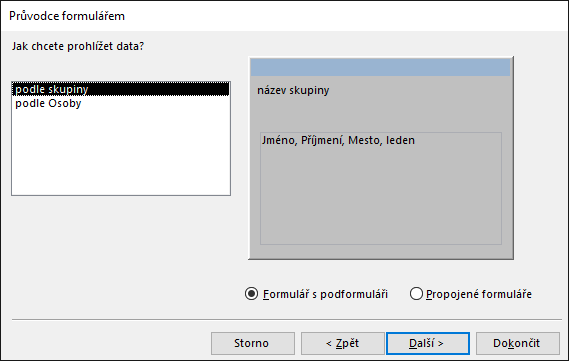 Průvodce formulářem
Jak chcete prohlížet data?
podle skupiny
podle Osoby
název skupiny
Jméno, Příjmení, Mesto, leden
Formulář s podformuláři
Propojené formuláře
Storno
< Zpět
Další >
Dokončit